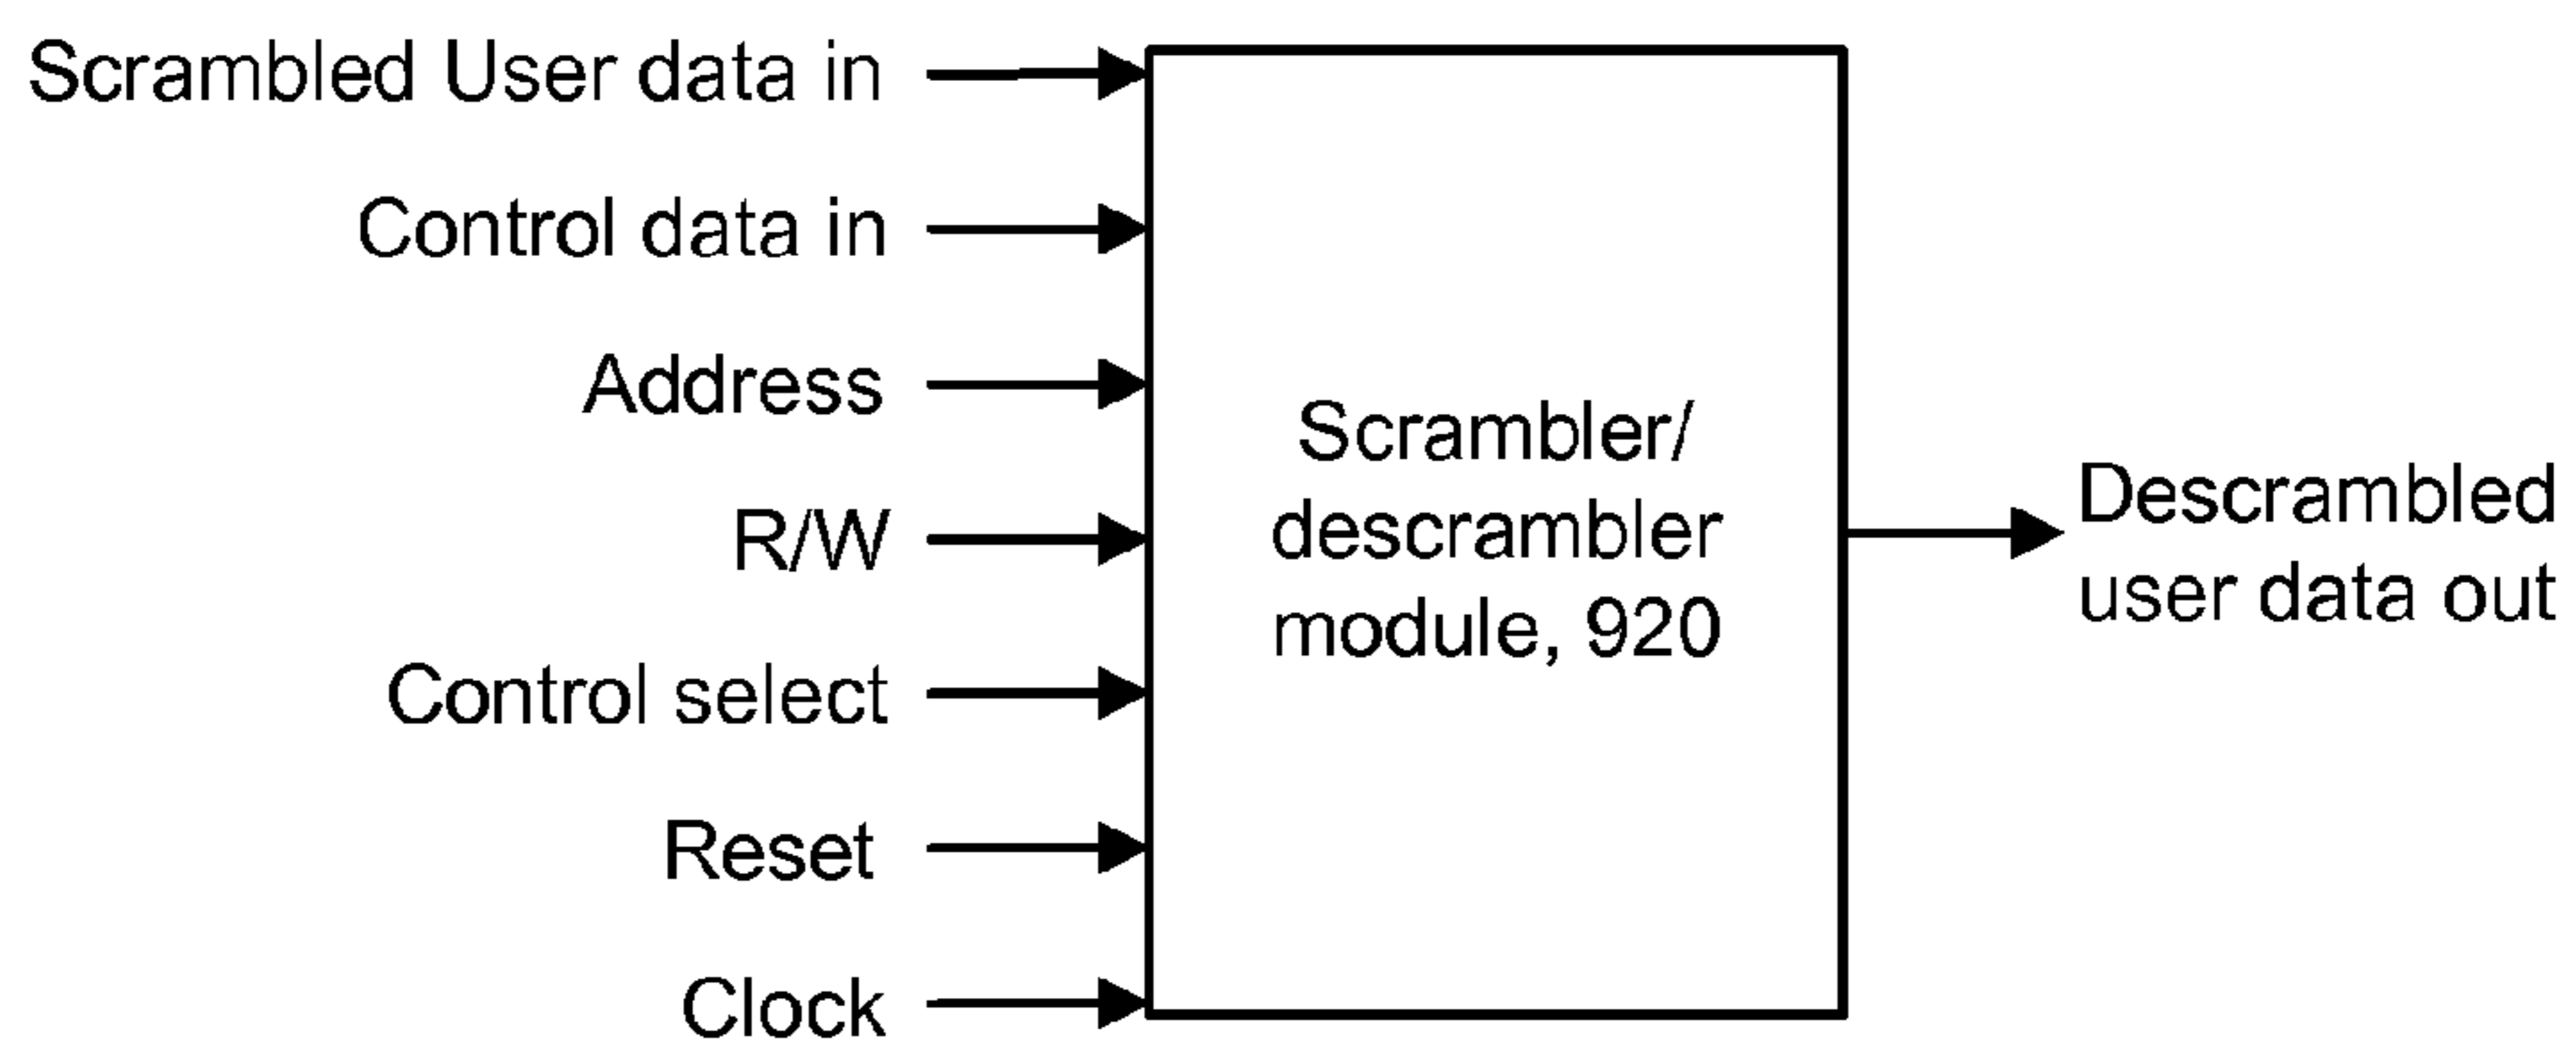 Scrambled User data in
Control data in
Address
R/W
Control select
Reset
Clock
Scrambler/
descrambler
module, 920
Descrambled
user data out